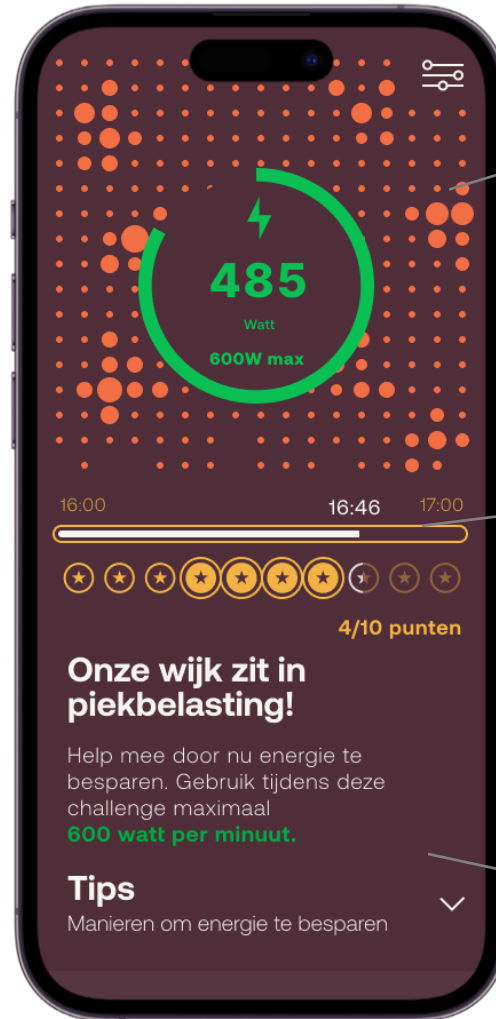 485
Watt
600W max
16:00 16:46 17:00
4/10 punten
Onze wijk zit in
piekbelasting!
Help mee door nu energie te
besparen. Gebruik tijdens deze
challenge maximaal
600 watt per minuut.
Tips
Manieren om energie te besparen